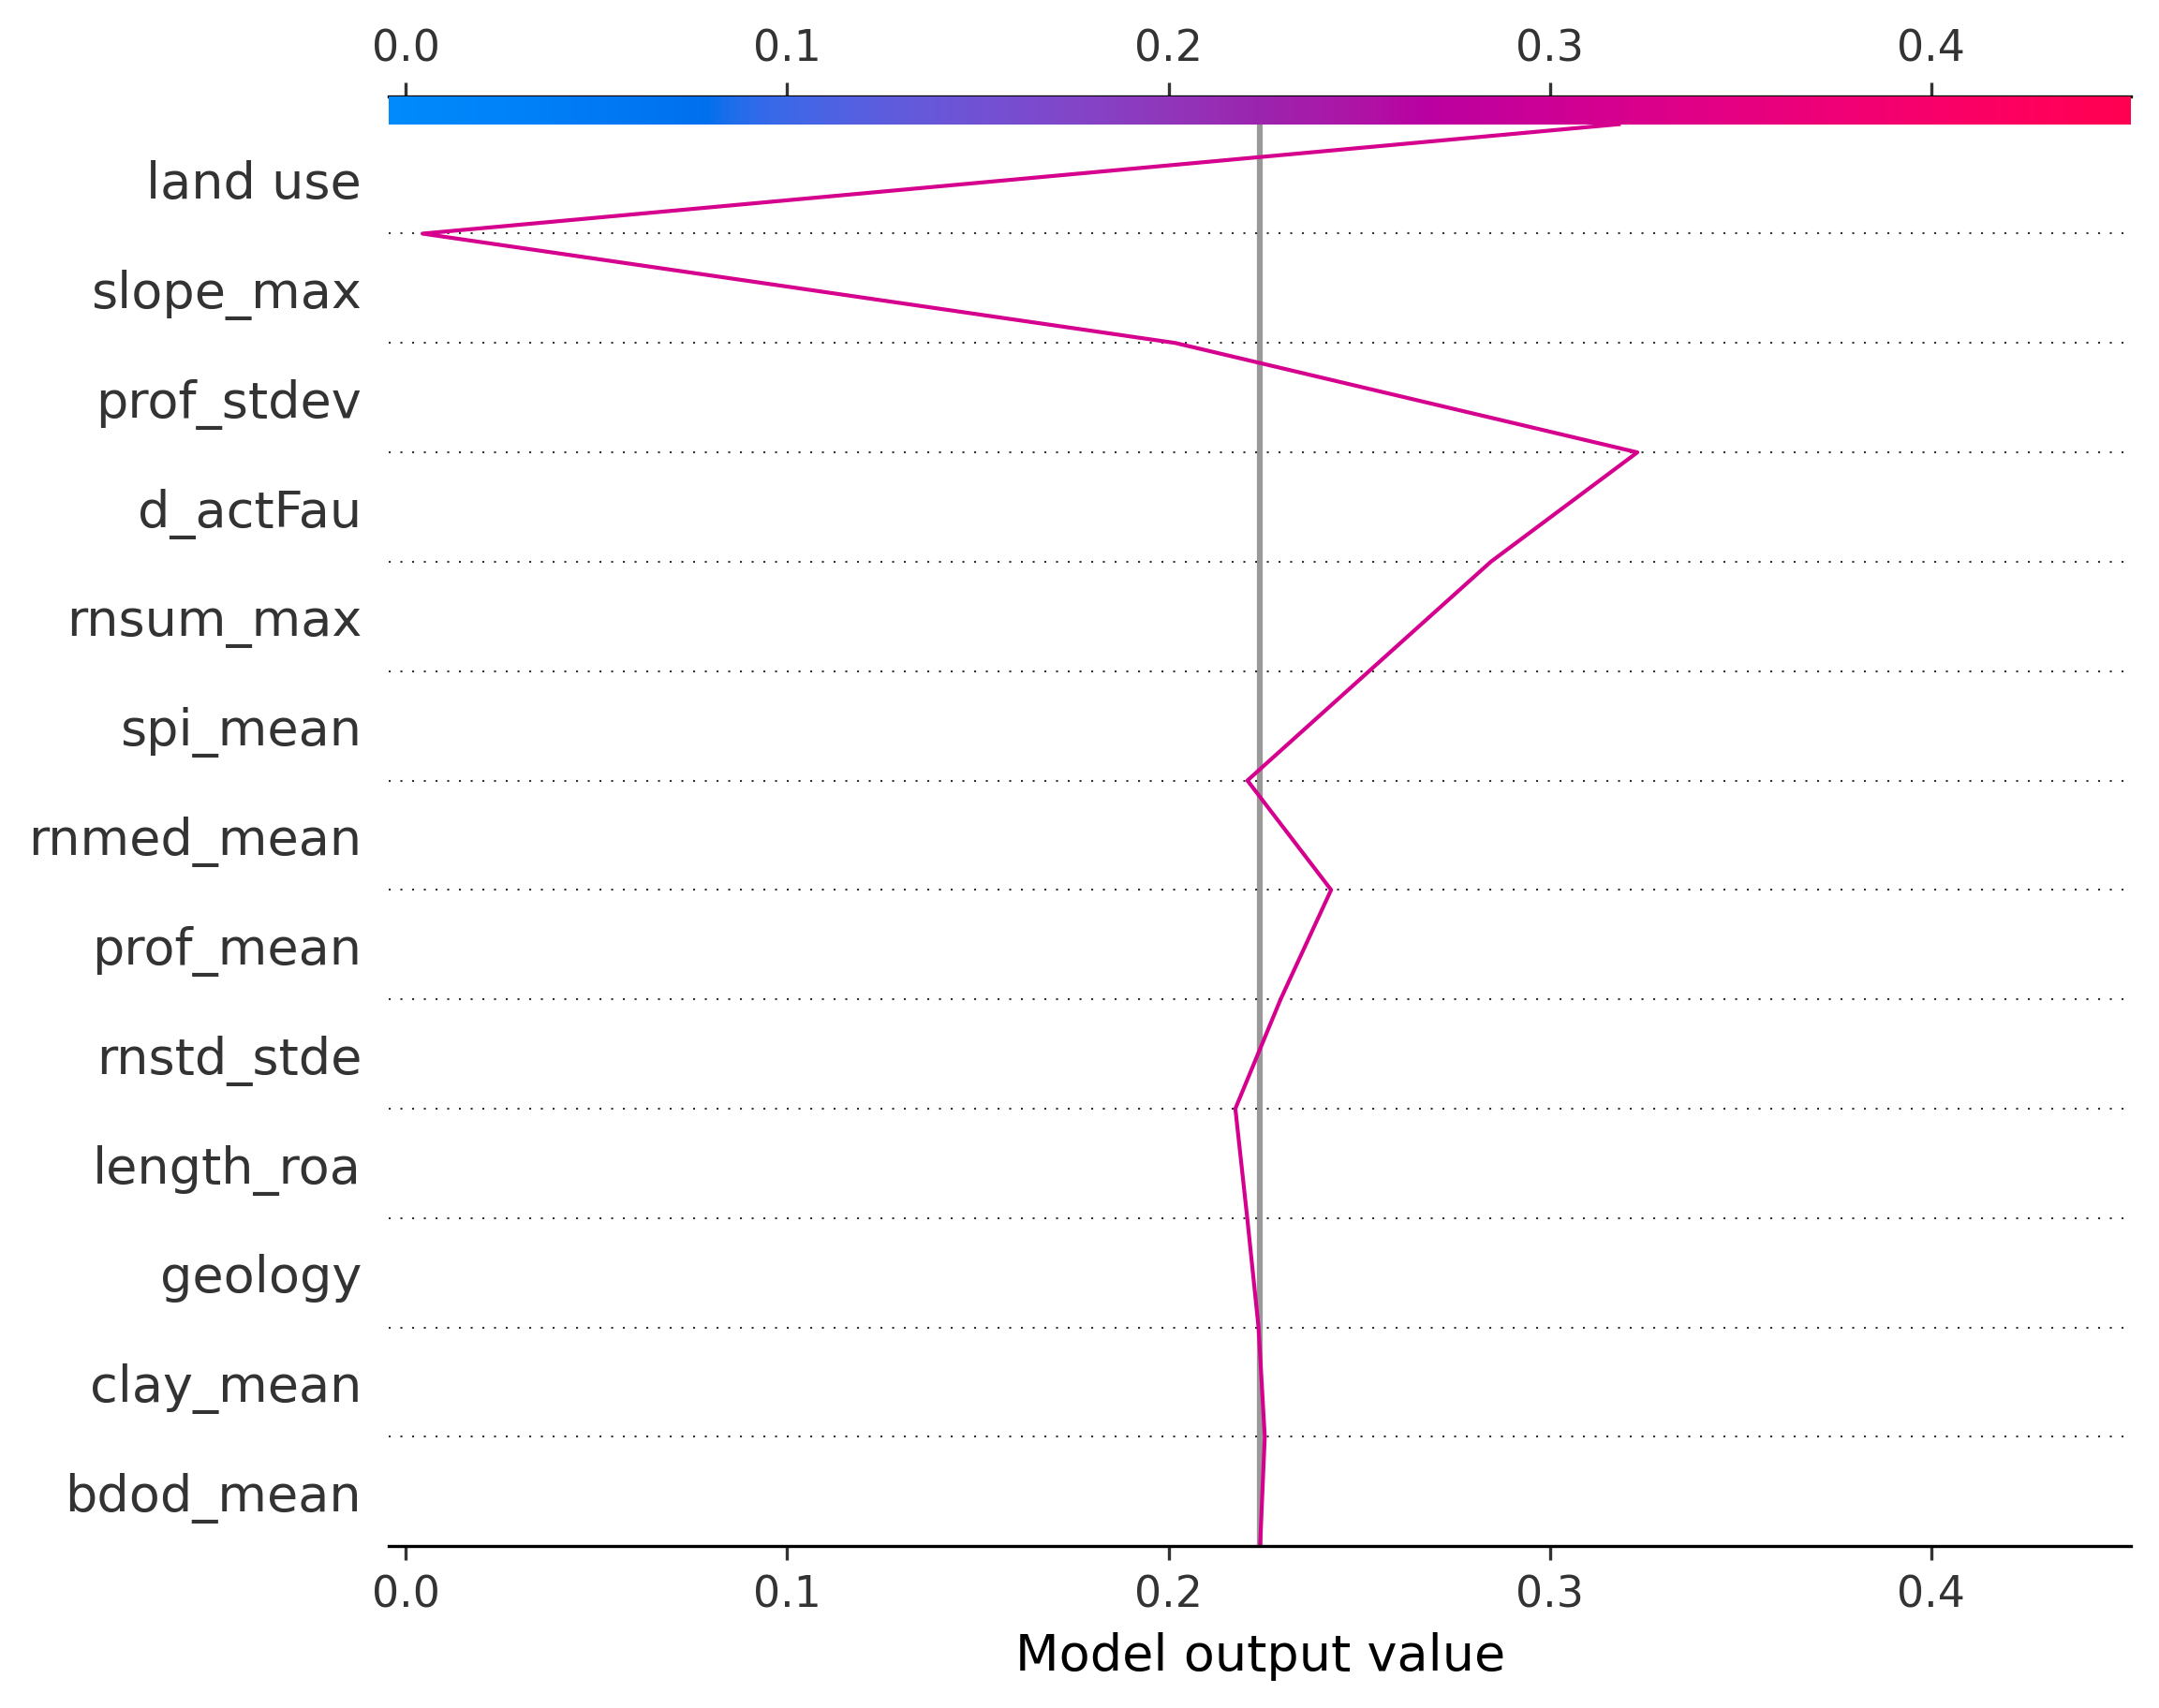 0.0 0.1 0.2 0.3 0.4
land use
slope_max
prof_stdev
d_actFau
rnsum_max
spi_mean
rnmed_mean
prof_mean
rnstd_stde
length_roa
geology
clay_mean
bdod_mean
0.0 0.1 0.2 0.3 0.4
Model output value